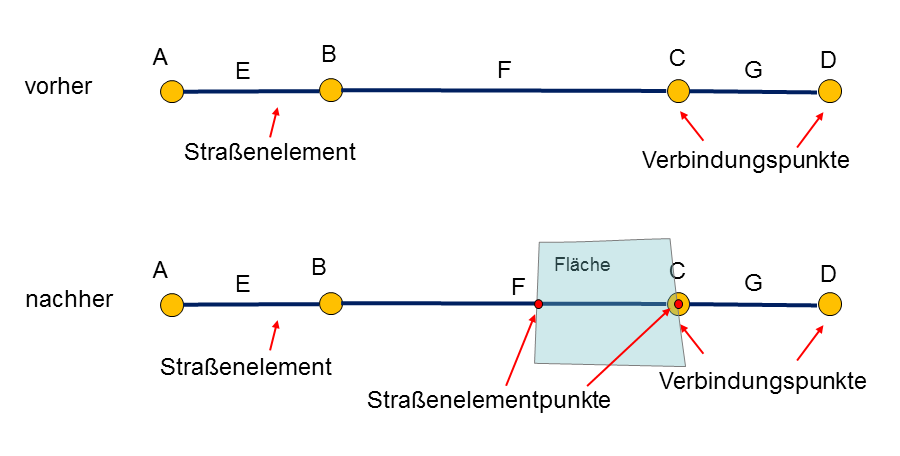 A
B
C
D
E
F
G
vorher
Straßenelement
Verbindungspunkte
A
B
C
D
E
F
G
Fläche
nachher
Straßenelement
Verbindungspunkte
Straßenelementpunkte